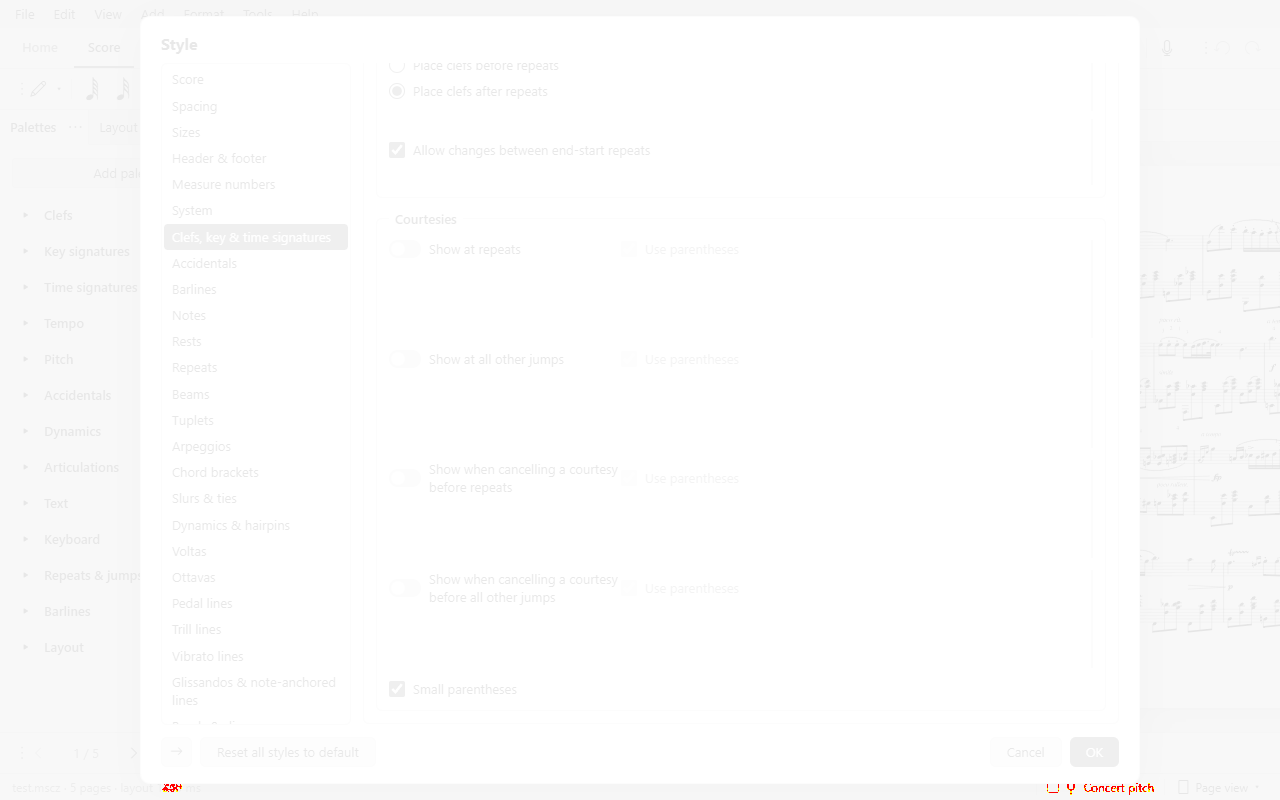 File Edit View Add Format Tools Help
Home Score
Palettes Layout
Clefs
Key signatures
Time signatures
Tempo
Pitch
Accidentals
Dynamics
Articulations
Text
Keyboard
Repeats & jumps
Barlines
Layout
1 / 5
Style
Score
Spacing
Sizes
Header & footer
Measure numbers
System
Clefs, key & time signatures
Accidentals
Barlines
Notes
Rests
Repeats
Beams
Tuplets
Arpeggios
Chord brackets
Slurs & ties
Dynamics & hairpins
Voltas
Ottavas
Pedal lines
Trill lines
Vibrato lines
Glissandos & note-anchored
lines
Place clefs before repeats
Place clefs after repeats
Allow changes between end-start repeats
Courtesies
Show at repeats Use parentheses
Show at all other jumps Use parentheses
Show when cancelling a courtesy
before repeats Use parentheses
Show when cancelling a courtesy
before all other jumps Use parentheses
Small parentheses
→ Reset all styles to default Cancel OK
test.mscz · 5 pages · Concert pitch Page view